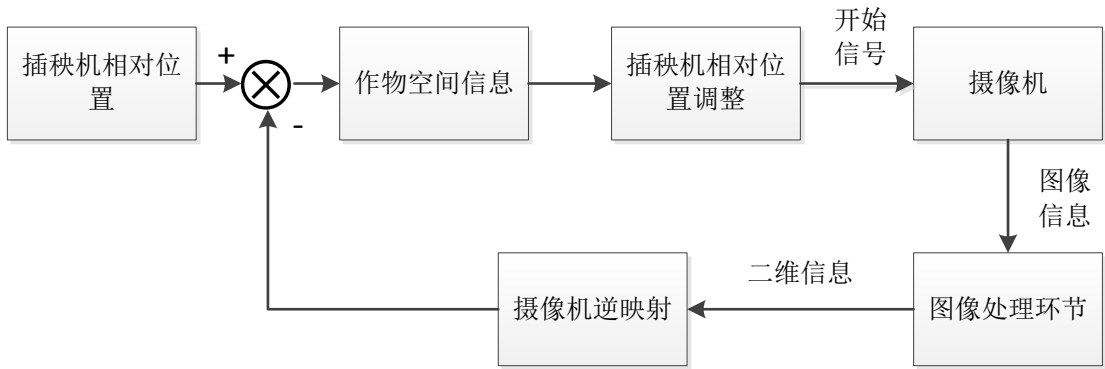 插秧机相对位
置
+
-
作物空间信息
插秧机相对位
置调整
开始
信号
摄像机
图像
信息
图像处理环节
二维信息
摄像机逆映射